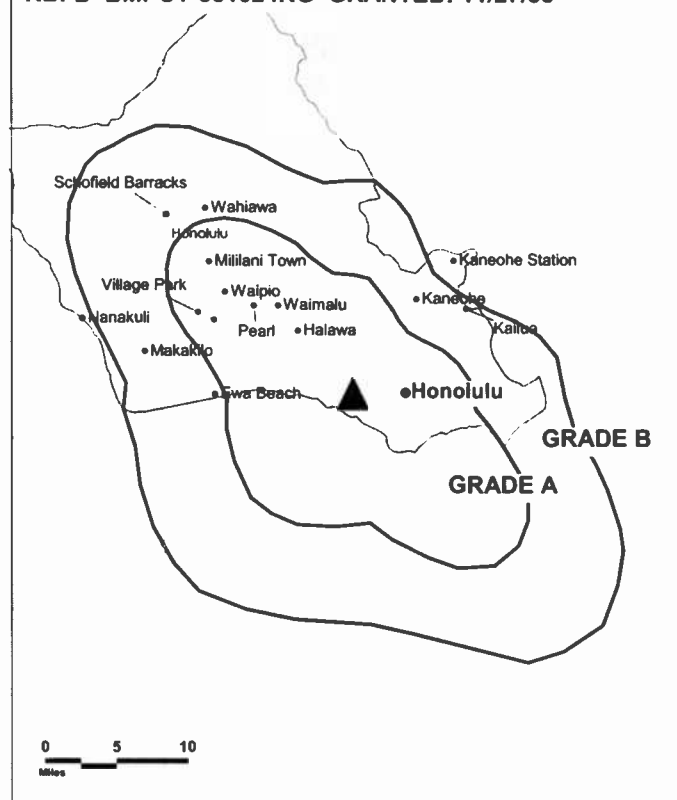 Schofield Barracks
Wahiawa
Honolulu
Mililani Town
Kaneohe Station
Village Park
Waipio
Waimalu
Kaneohe
Nanakuli
Pearl
Halawa
Kailua
Makakilo
Ewa Beach
Honolulu
GRADE B
GRADE A
0 5 10
Miles